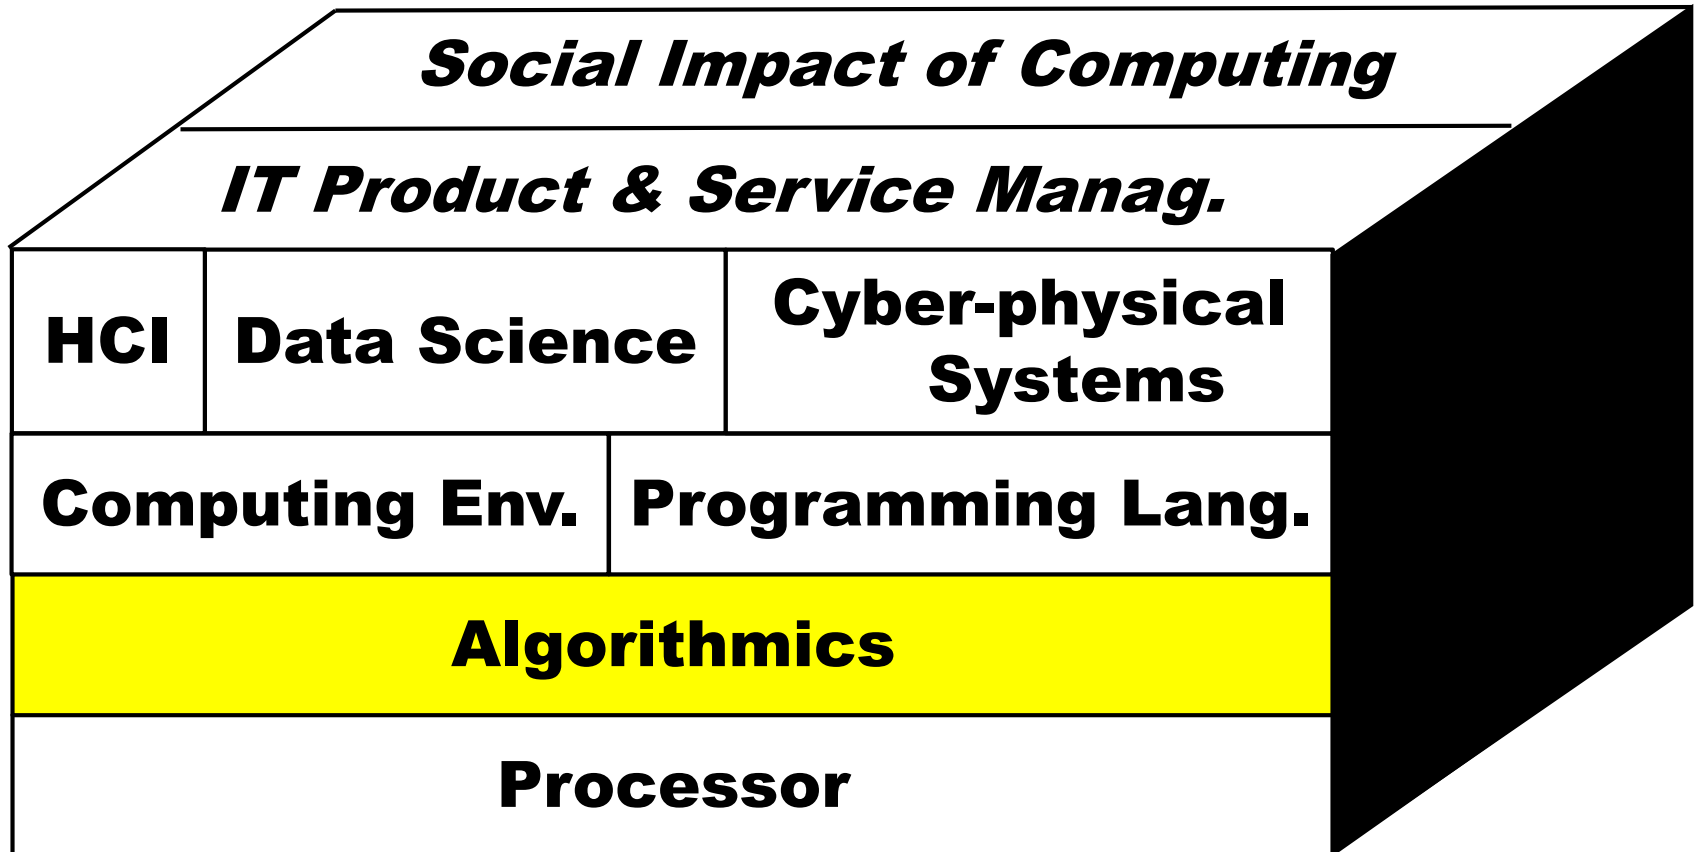 Social Impact of Computing
IT Product & Service Manag.
HCI
Data Science
Cyber-physical
Systems
Computing Env.
Programming Lang.
Algorithmics
Processor